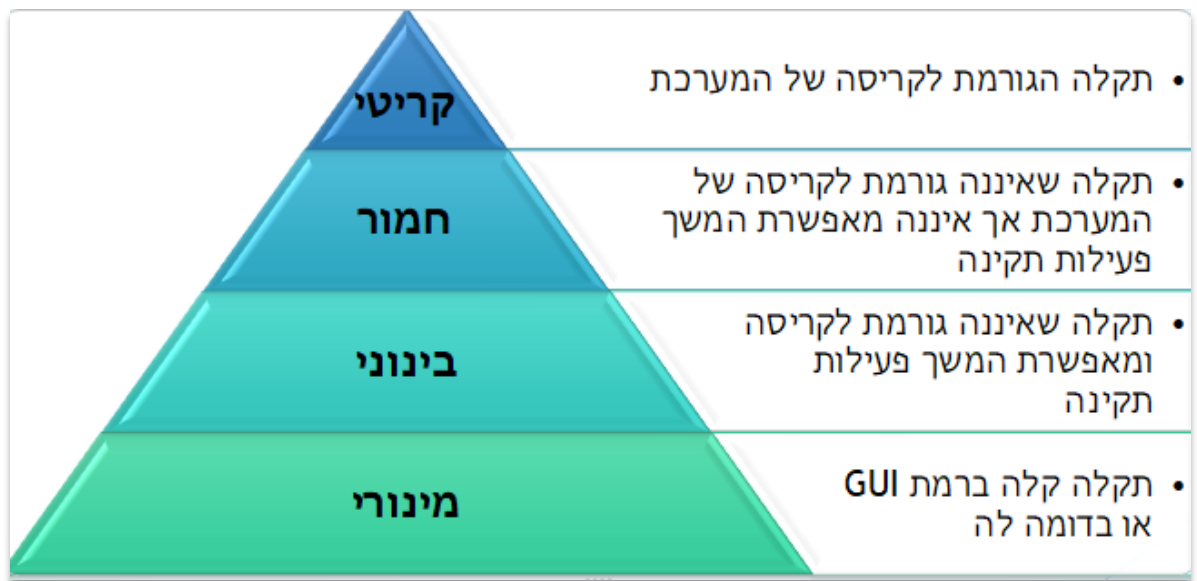 קריטי
• תקלה הגורמת לקריסה של המערכת
חמור
• תקלה שאיננה גורמת לקריסה של
המערכת אך איננה מאפשרת המשך
פעילות תקינה
בינוני
• תקלה שאיננה גורמת לקריסה
ומאפשרת המשך פעילות
תקינה
מינורי
• תקלה קלה ברמת GUI
או בדומה לה